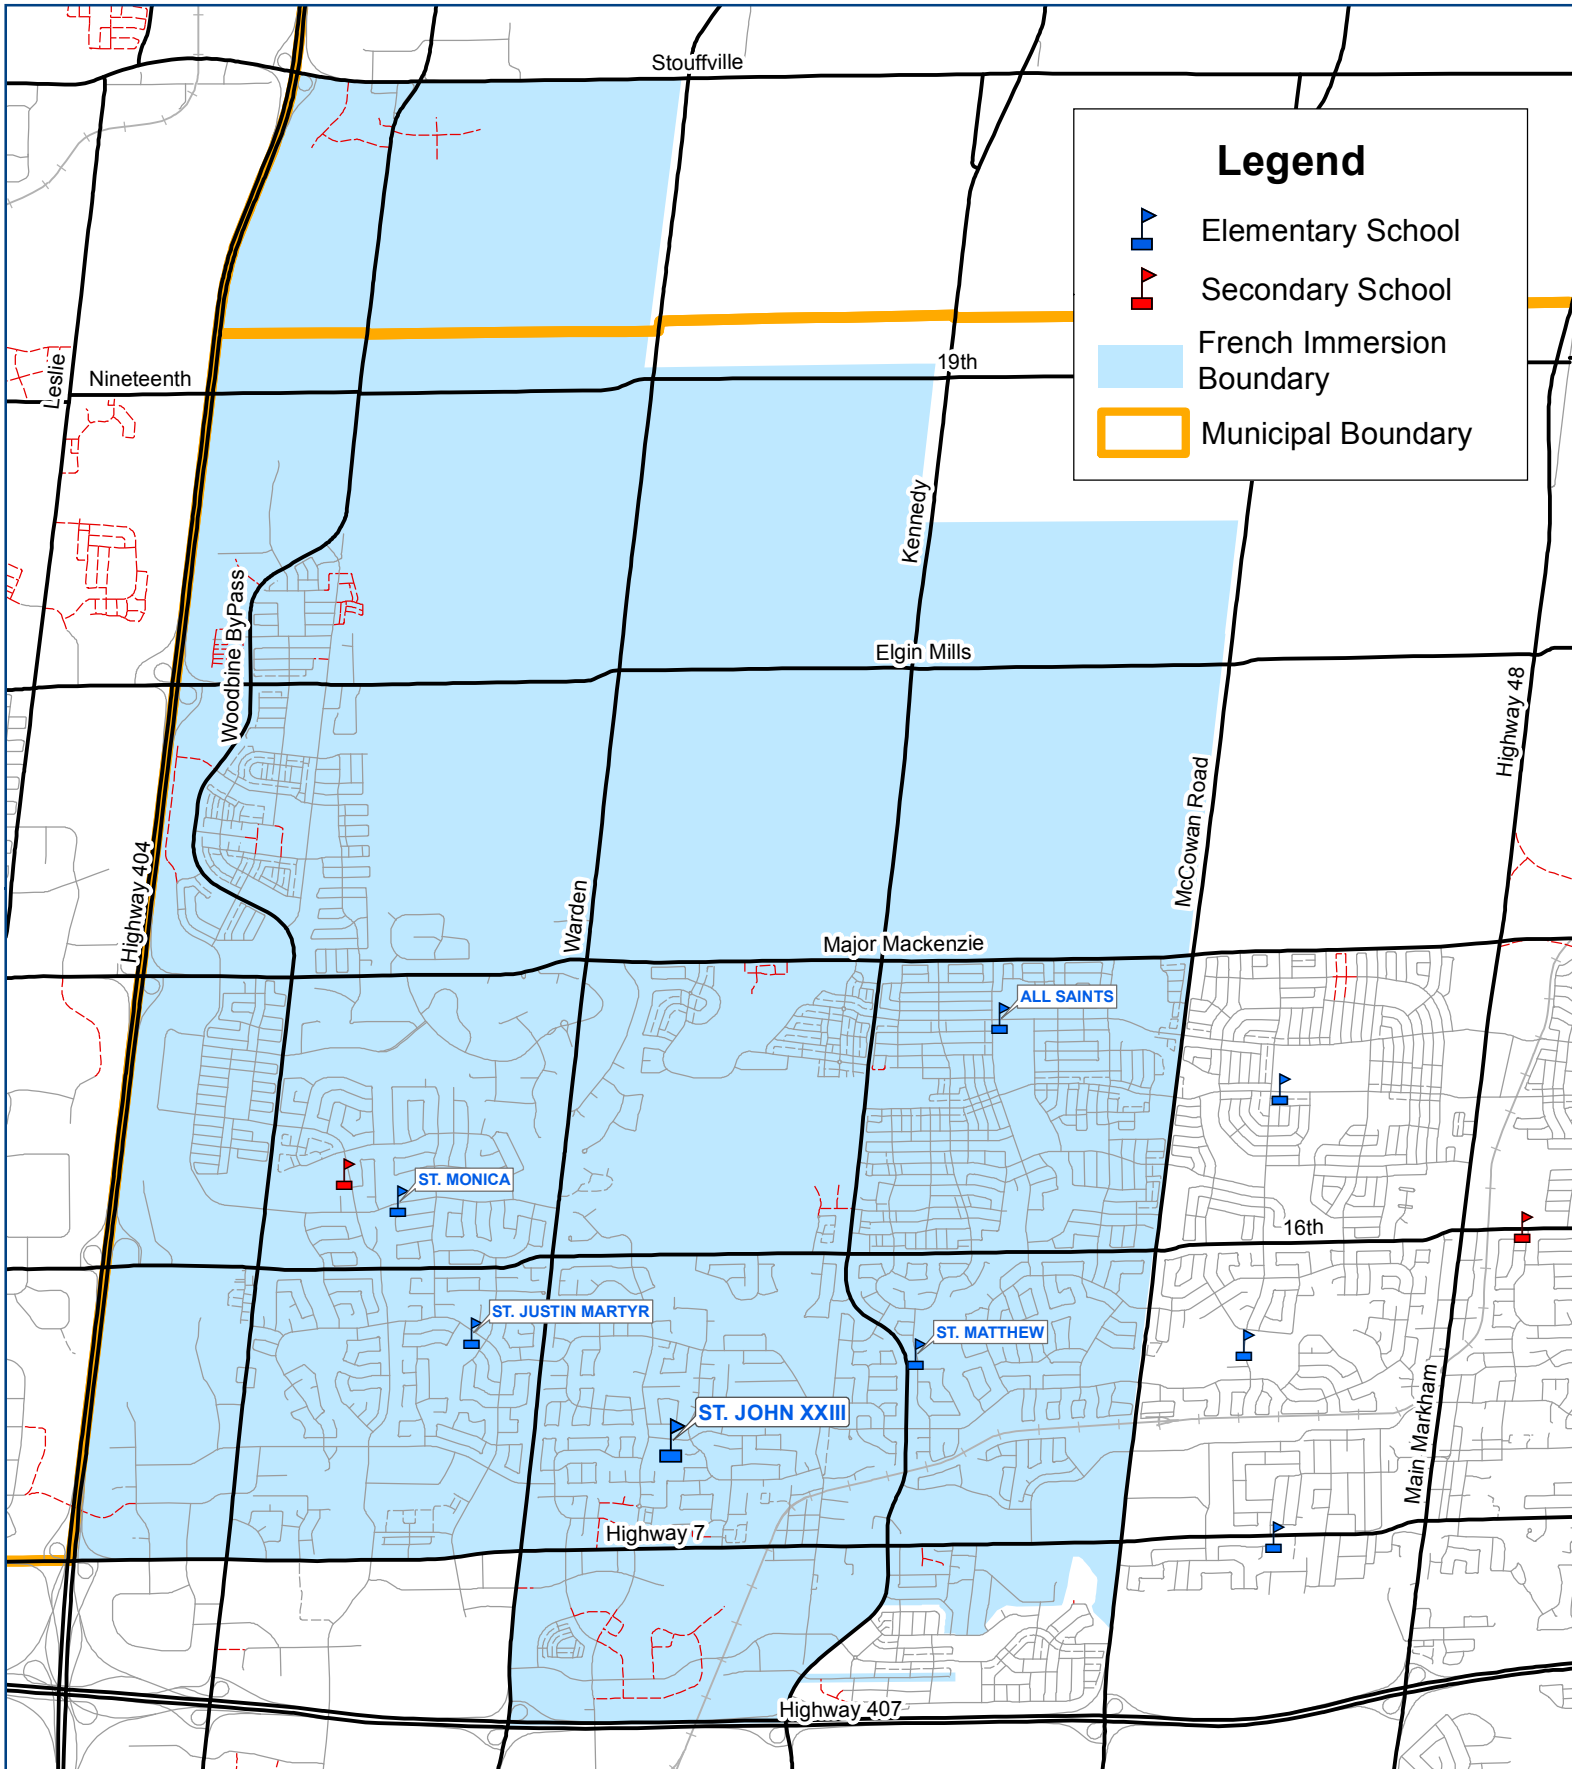 Stouffville
Legend
Elementary School
Secondary School
French Immersion
Boundary
Municipal Boundary
19th
Nineteenth
Leslie
Kennedy
Woodbine ByPass
Elgin Mills
Highway 48
McCowan Road
Highway 404
Warden
Major Mackenzie
ALL SAINTS
ST. MONICA
16th
ST. JUSTIN MARTYR
ST. MATTHEW
ST. JOHN XXIII
Main Markham
Highway 7
Highway 407